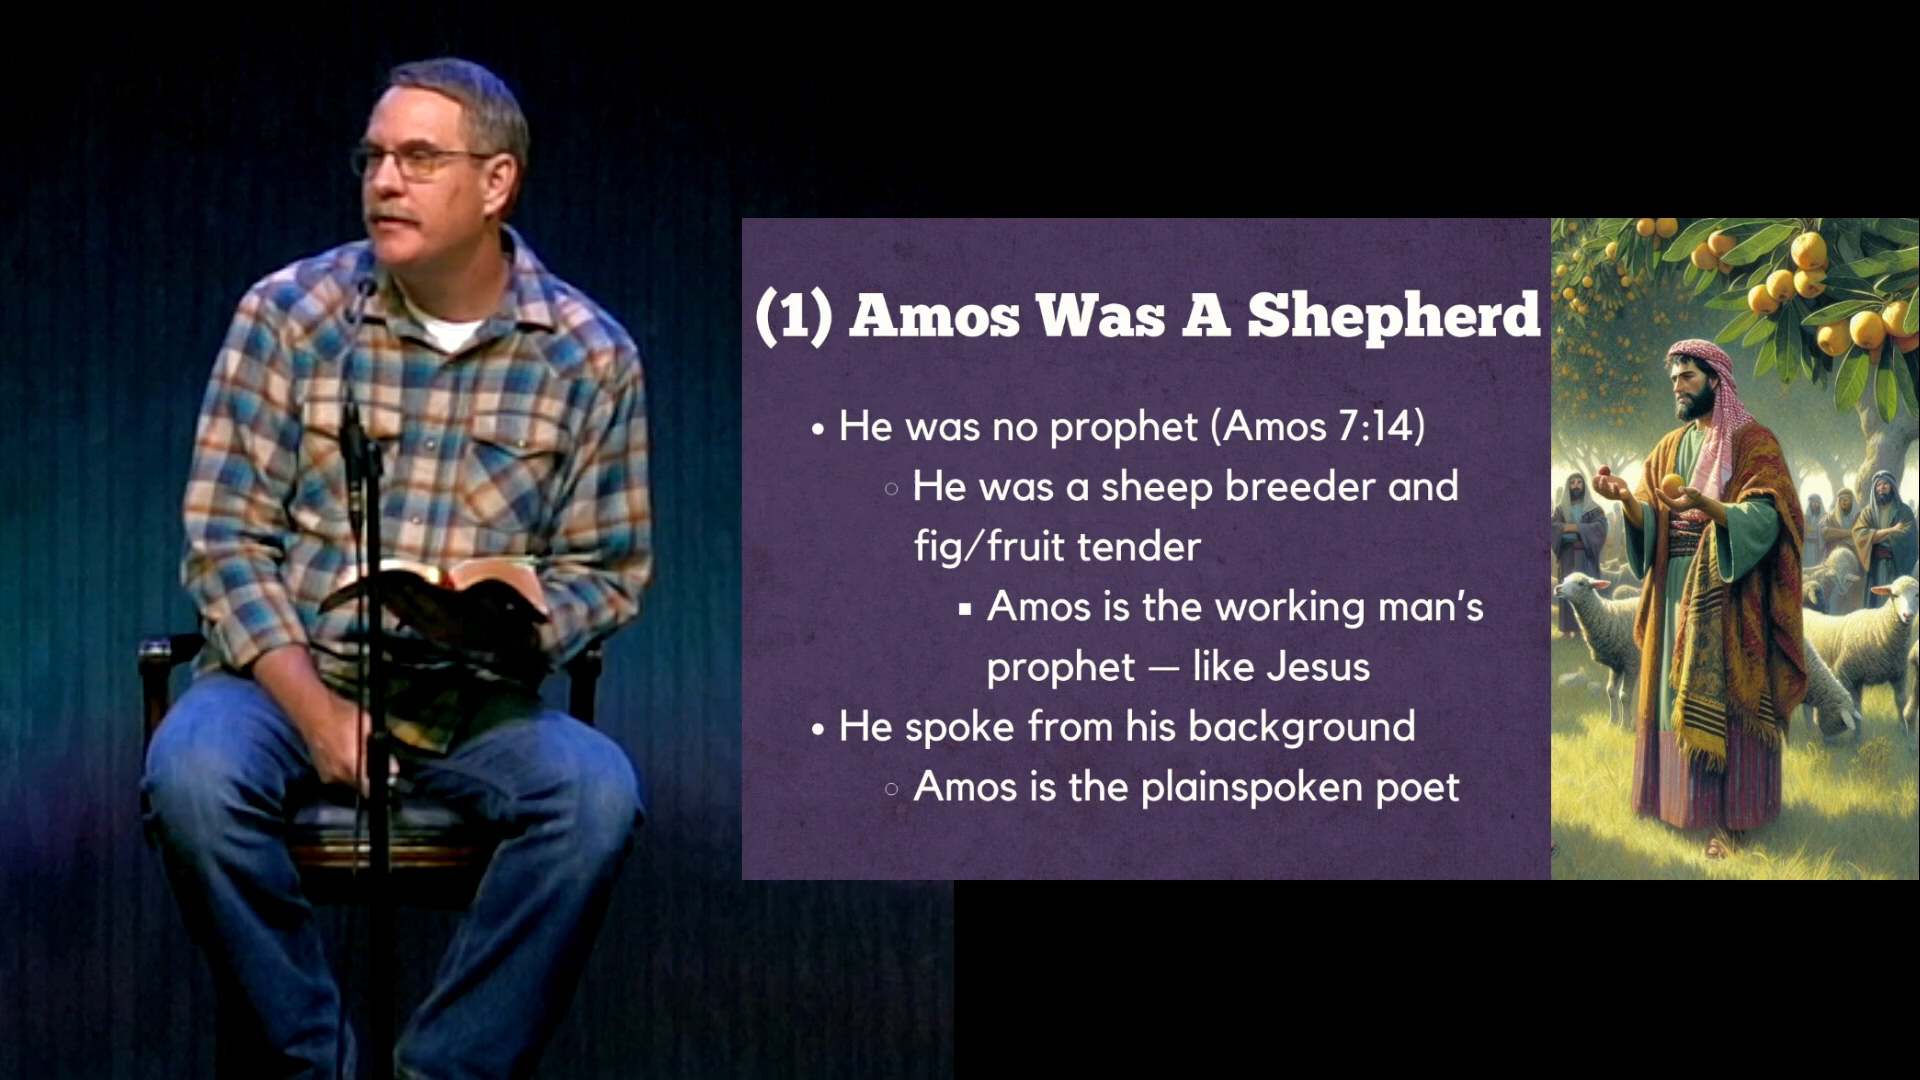 (1) Amos Was A Shepherd
• He was no prophet (Amos 7:14)
○ He was a sheep breeder and
fig/fruit tender
▪ Amos is the working man’s
prophet — like Jesus
• He spoke from his background
○ Amos is the plainspoken poet